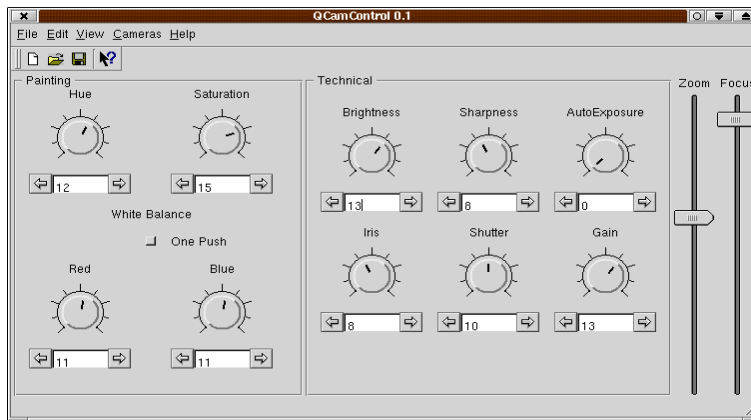 QCamControl 0.1
File Edit View Cameras Help
Painting
Hue Saturation
12 15
White Balance
One Push
Red Blue
11 11
Technical
Brightness Sharpness AutoExposure
13 8 0
Iris Shutter Gain
8 10 13
Zoom Focus